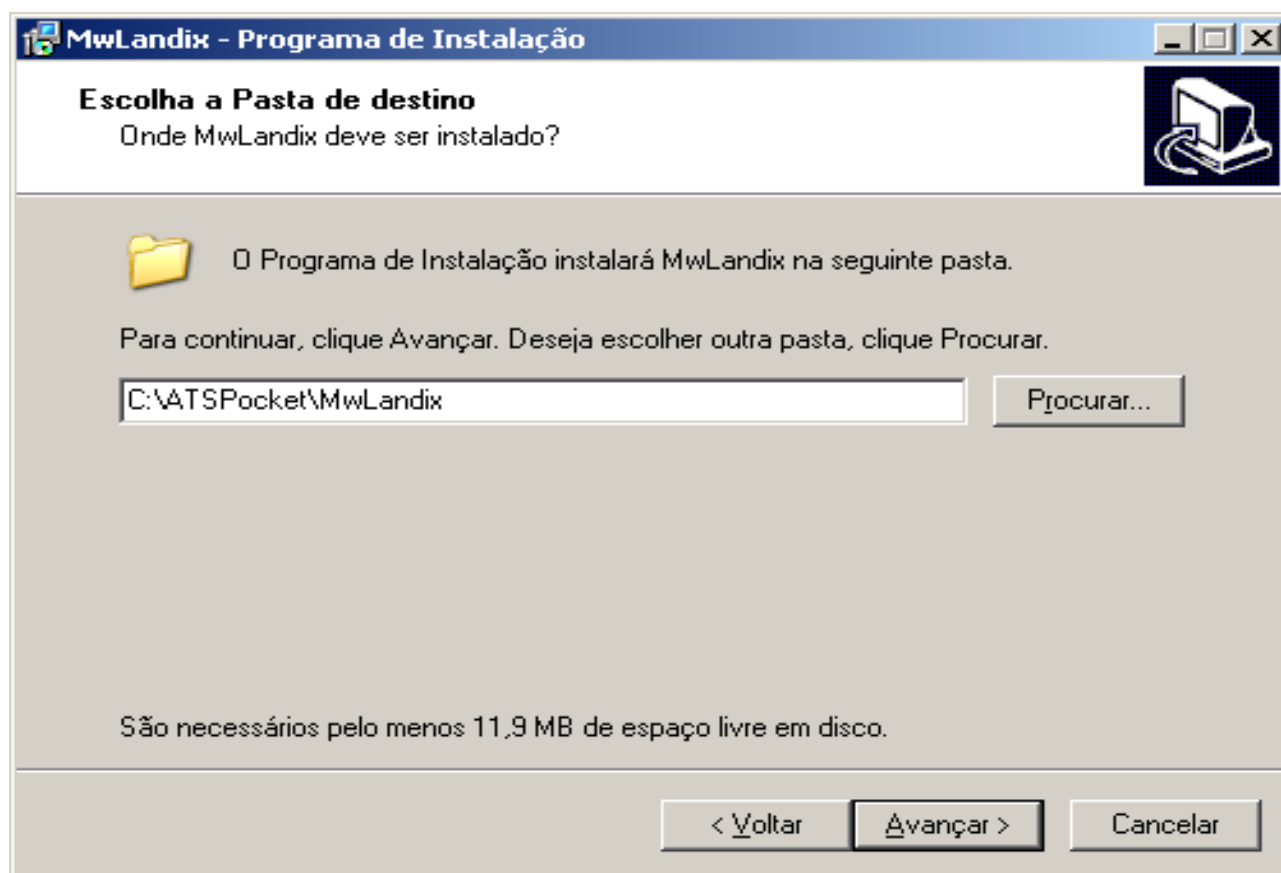 MwLandix - Programa de Instalação
Escolha a Pasta de destino
Onde MwLandix deve ser instalado?
O Programa de Instalação instalará MwLandix na seguinte pasta.
Para continuar, clique Avançar. Deseja escolher outra pasta, clique Procurar.
C:\ATSPocket\MwLandix
Procurar...
São necessários pelo menos 11,9 MB de espaço livre em disco.
< Voltar
Avançar >
Cancelar